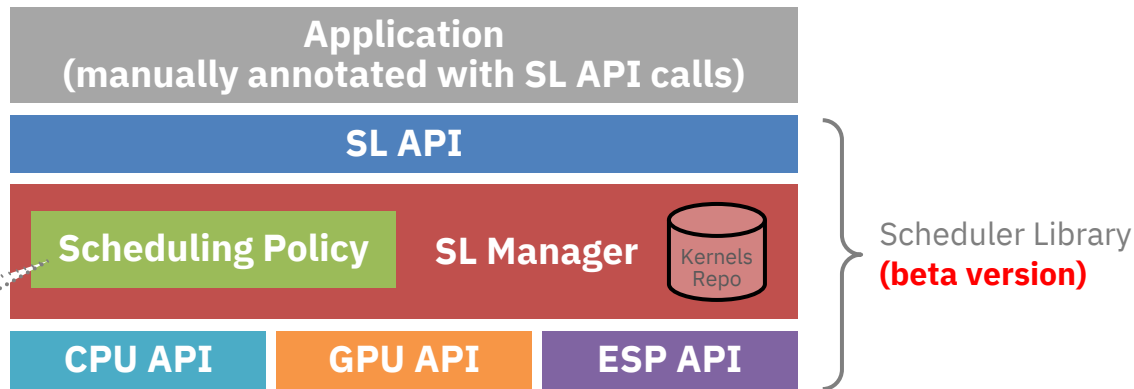 Application
(manually annotated with SL API calls)
SL API
Scheduling Policy
SL Manager
Kernels
Repo
Scheduler Library
(beta version)
CPU API
GPU API
ESP API